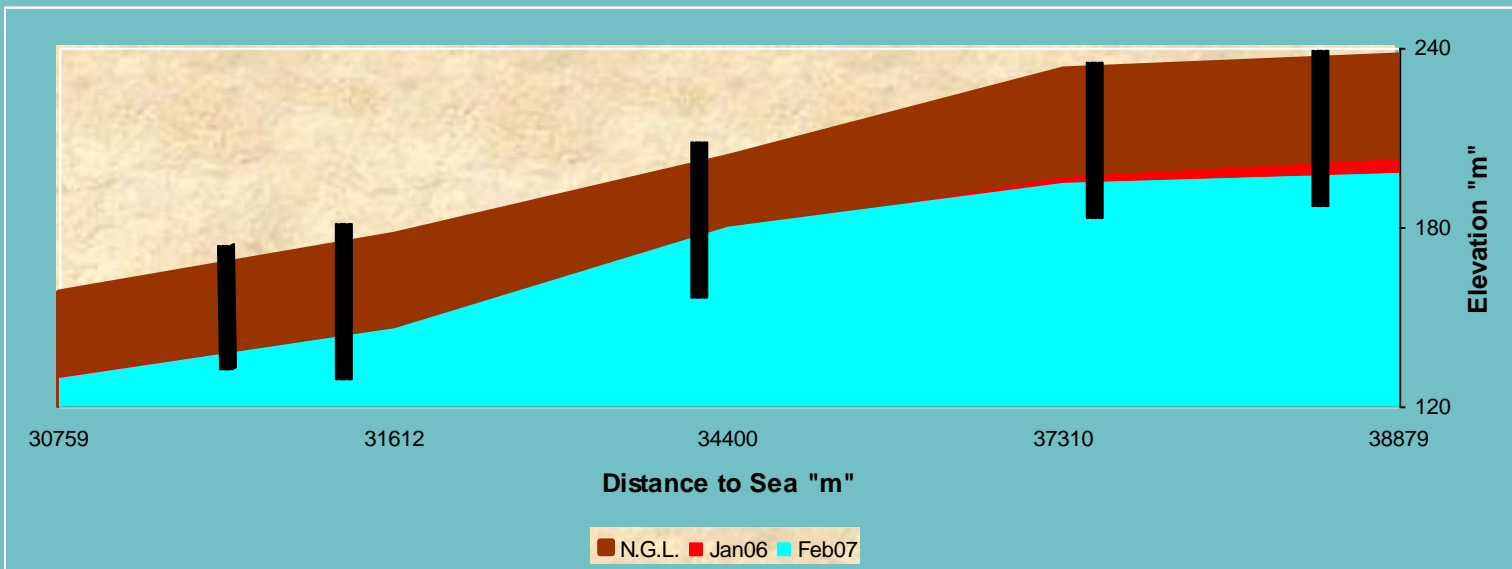 240
180
120
Elevation "m"
30759 31612 34400 37310 38879
Distance to Sea "m"
N.G.L. Jan06 Feb07